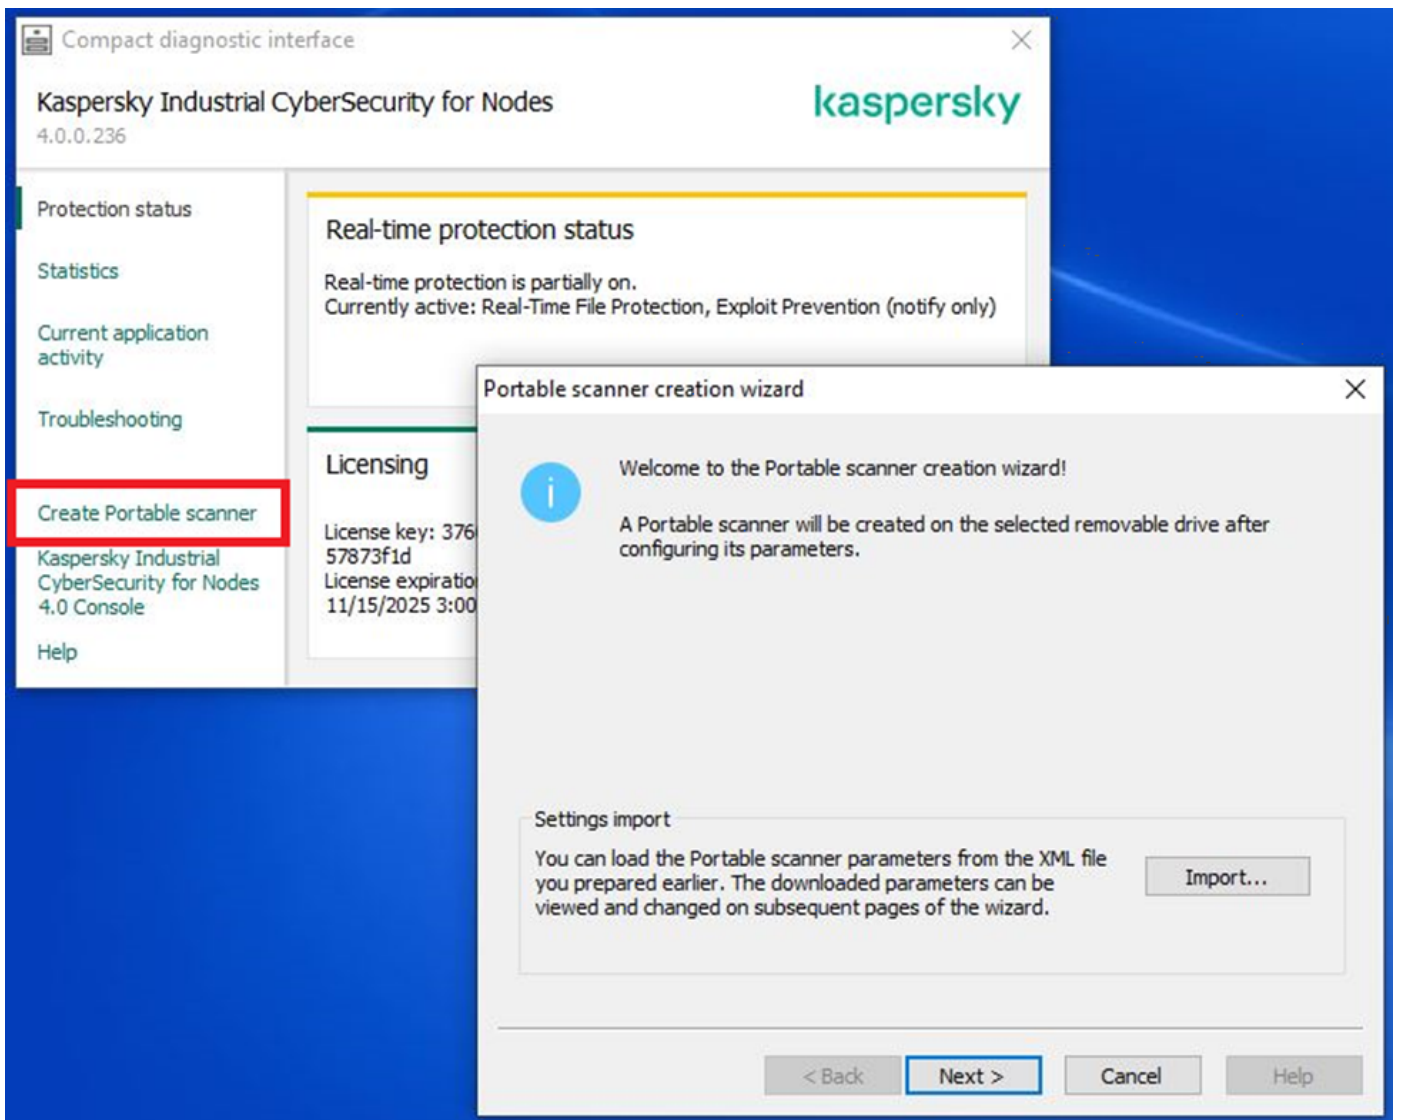 Compact diagnostic interface
Kaspersky Industrial CyberSecurity for Nodes
4.0.0.236
kaspersky
Protection status
Statistics
Current application
activity
Troubleshooting
Create Portable scanner
Kaspersky Industrial
CyberSecurity for Nodes
4.0 Console
Help
Real-time protection status
Real-time protection is partially on.
Currently active: Real-Time File Protection, Exploit Prevention (notify only)
Licensing
License key: 376
57873f1d
License expiratio
11/15/2025 3:00
Portable scanner creation wizard
Welcome to the Portable scanner creation wizard!
A Portable scanner will be created on the selected removable drive after
configuring its parameters.
Settings import
You can load the Portable scanner parameters from the XML file
you prepared earlier. The downloaded parameters can be
viewed and changed on subsequent pages of the wizard.
Import...
< Back
Next >
Cancel
Help